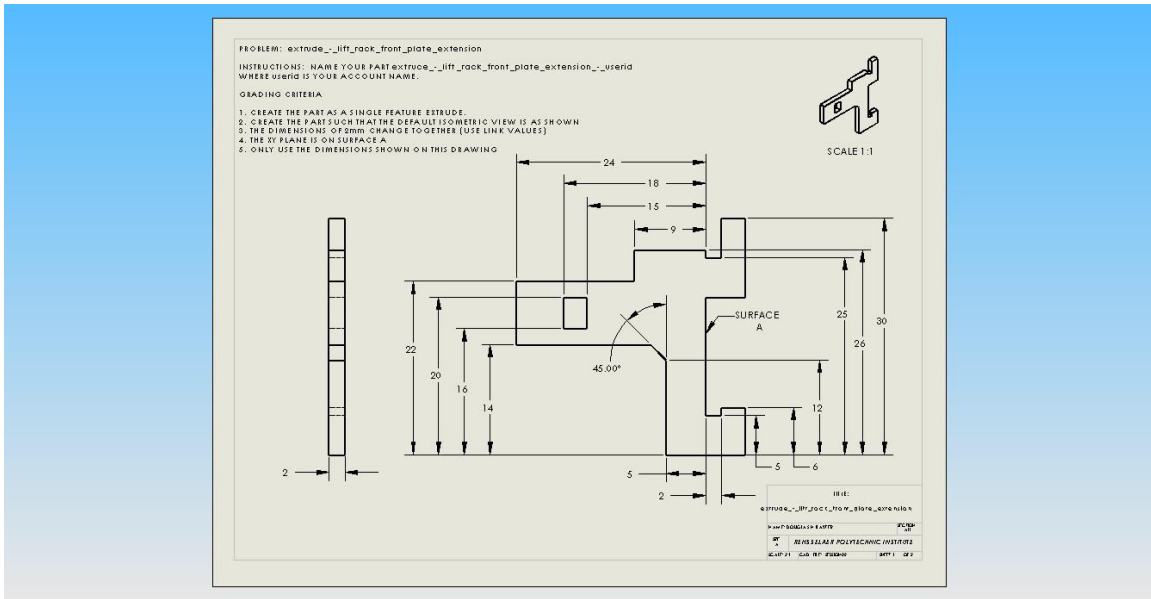 PROBLEM: extrude_-_lift_rack_front_plate_extension
INSTRUCTIONS: NAME YOUR PART extruce_-_lift_rack_front_plate_extension_-_userid
WHERE userid IS YOUR ACCOUNT NAME.
GRADING CRITERIA
1. CREATE THE PART AS A SINGLE FEATURE EXTRUDE.
2. CREATE THE PART SUCH THAT THE DEFAULT ISOMETRIC VIEW IS AS SHOWN
3. THE DIMENSIONS OF 2mm CHANGE TOGETHER (USE LINK VALUES)
4. THE XY PLANE IS ON SURFACE A
5. ONLY USE THE DIMENSIONS SHOWN ON THIS DRAWING
SCALE 1:1
24
18
15
9
SURFACE
A
25
30
26
22
20
16
14
45.00°
12
2
5
5
6
2
TITLE:
extrude_-_lift_rack_front_plate_extension
RENSSELAER POLYTECHNIC INSTITUTE